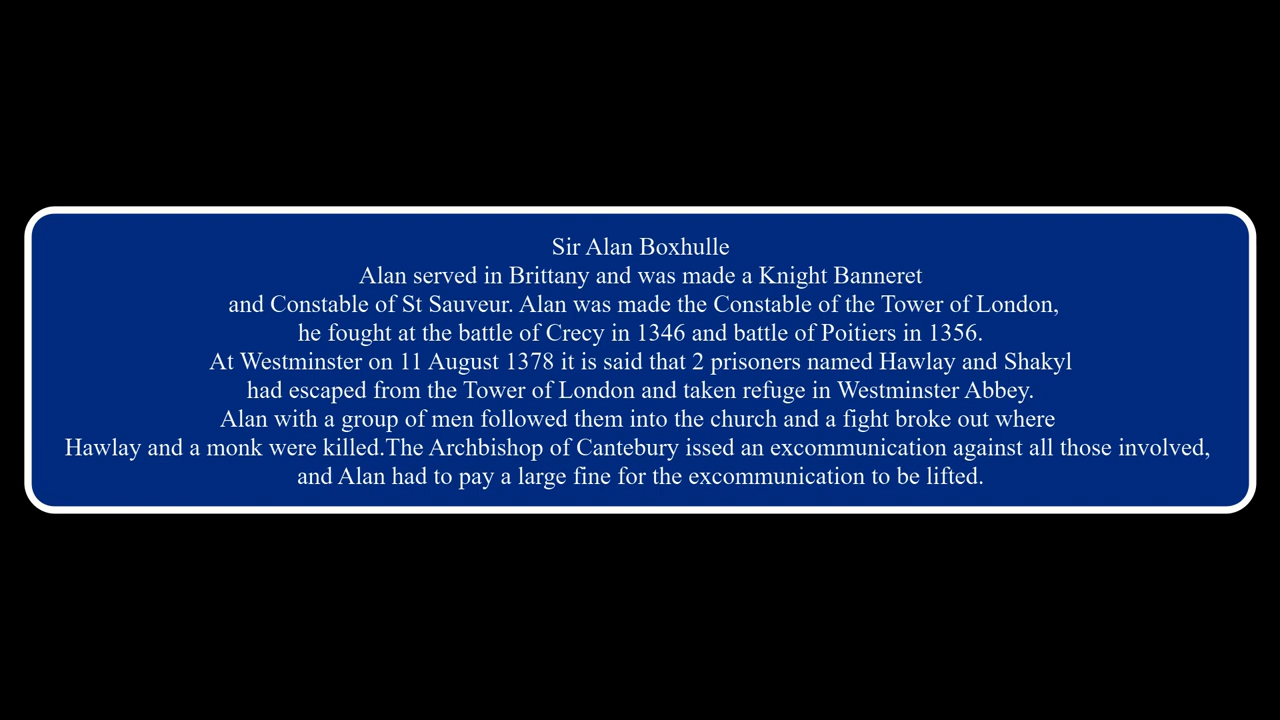 Sir Alan Boxhulle
Alan served in Brittany and was made a Knight Banneret
and Constable of St Sauveur. Alan was made the Constable of the Tower of London,
he fought at the battle of Crecy in 1346 and battle of Poitiers in 1356.
At Westminster on 11 August 1378 it is said that 2 prisoners named Hawlay and Shakyl
had escaped from the Tower of London and taken refuge in Westminster Abbey.
Alan with a group of men followed them into the church and a fight broke out where
Hawlay and a monk were killed.The Archbishop of Cantebury issed an excommunication against all those involved,
and Alan had to pay a large fine for the excommunication to be lifted.